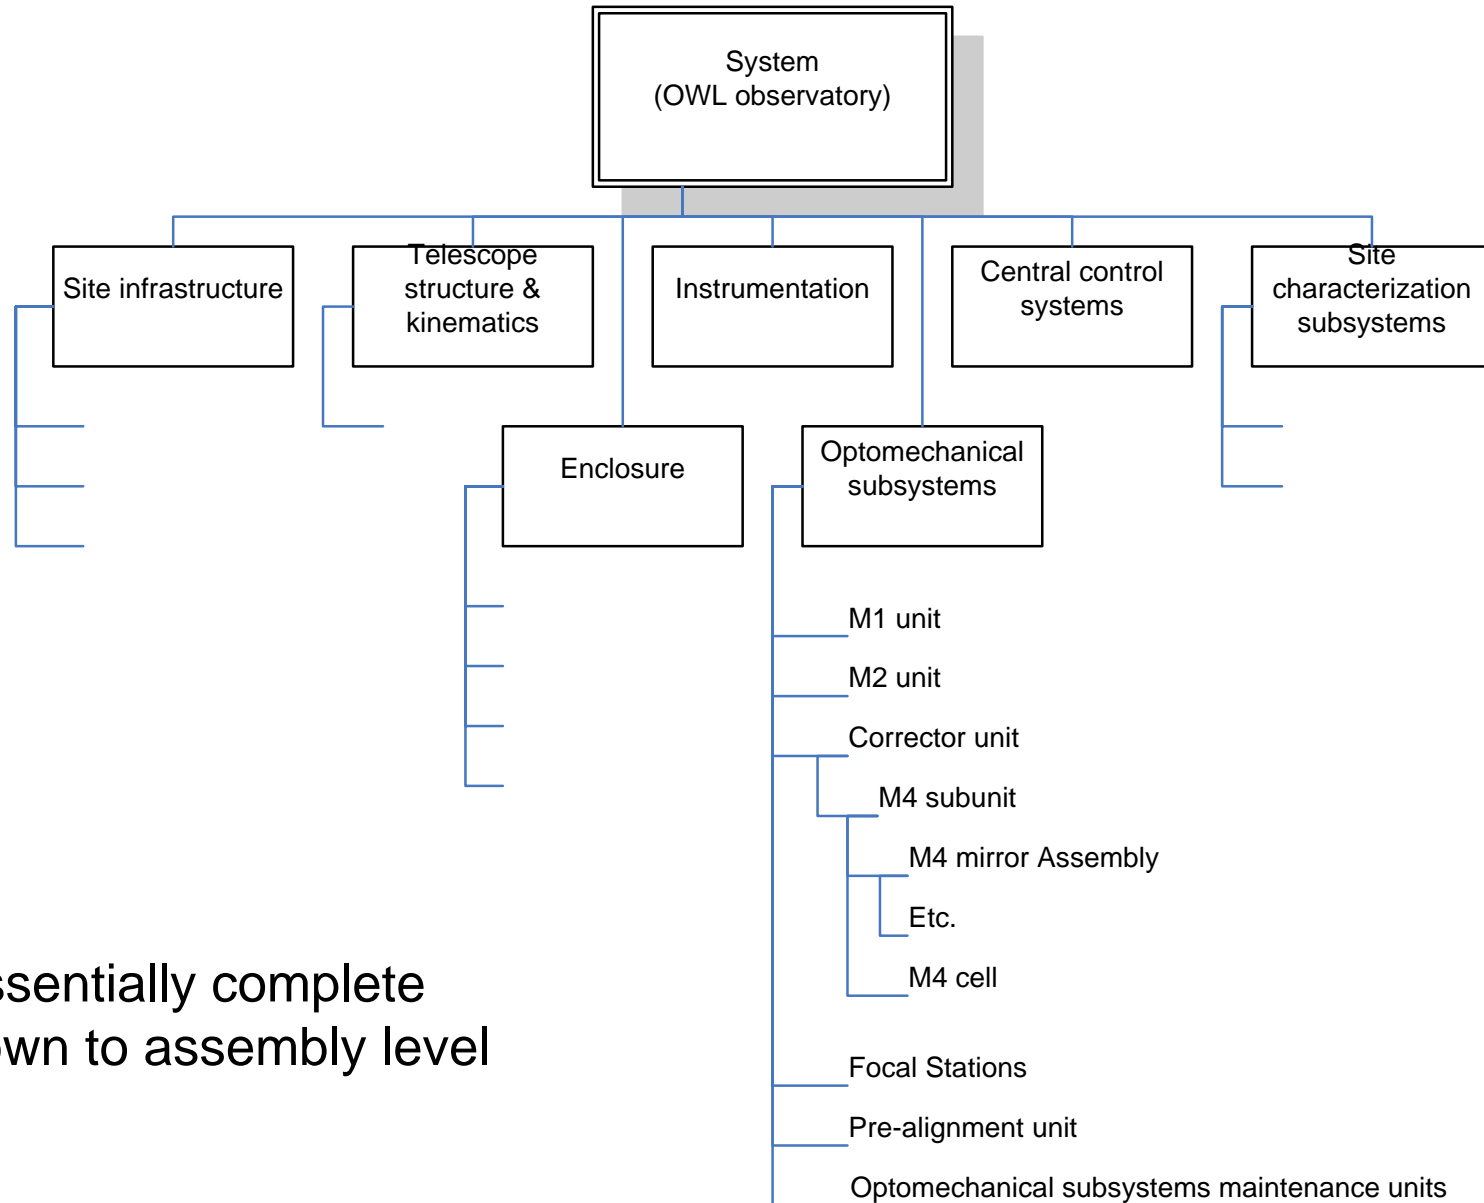 System
(OWL observatory)
Site infrastructure
Telescope
structure &
kinematics
Instrumentation
Central control
systems
Site
characterization
subsystems
Enclosure
Optomechanical
subsystems
M1 unit
M2 unit
Corrector unit
M4 subunit
M4 mirror Assembly
Etc.
M4 cell
ssentially complete
own to assembly level
Focal Stations
Pre-alignment unit
Optomechanical subsystems maintenance units